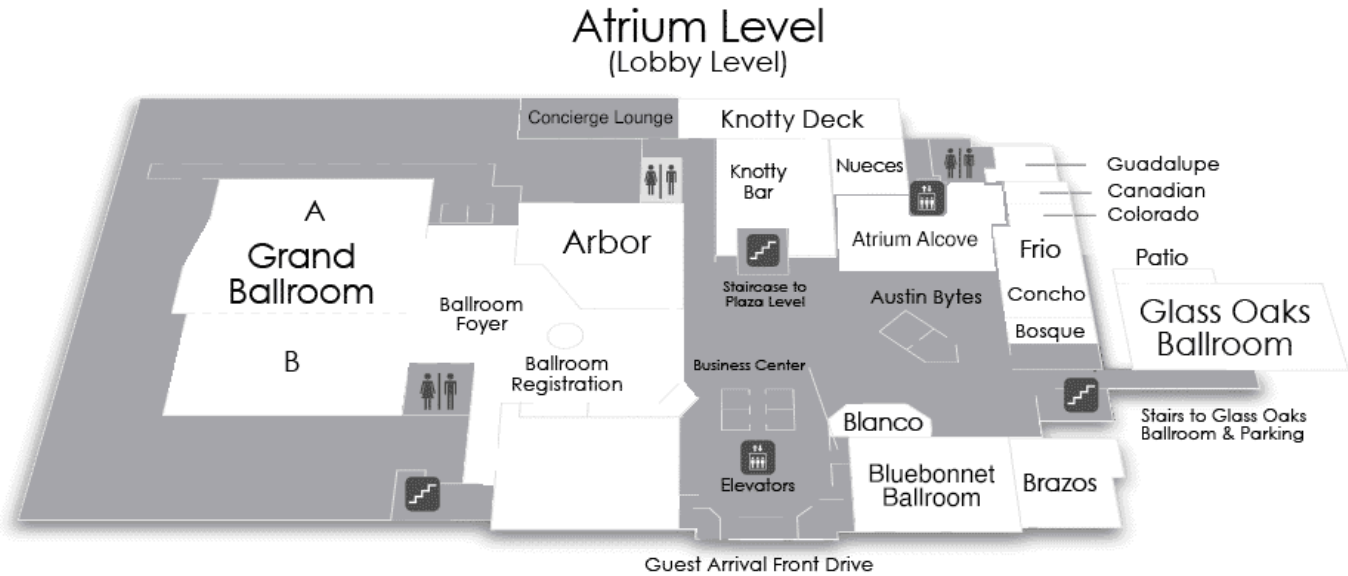 Atrium Level
(Lobby Level)
Concierge Lounge
Knotty Deck
Knotty
Bar
Nueces
Guadalupe
Canadian
Colorado
A
Grand
Ballroom
Arbor
Atrium Alcove
Frio
Patio
Staircase to
Plaza Level
Austin Bytes
Concho
Glass Oaks
Ballroom
Ballroom
Foyer
Bosque
B
Ballroom
Registration
Business Center
Blanco
Stairs to Glass Oaks
Ballroom & Parking
Elevators
Bluebonnet
Ballroom
Brazos
Guest Arrival Front Drive